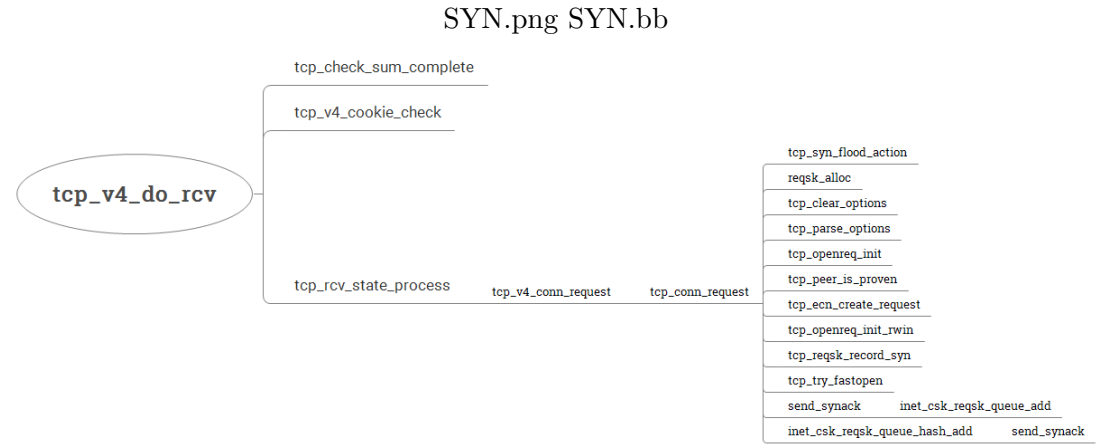 SYN.png SYN.bb
tcp_check_sum_complete
tcp_v4_cookie_check
tcp_v4_do_rcv
tcp_rcv_state_process
tcp_v4_conn_request
tcp_conn_request
tcp_syn_flood_action
reqsk_alloc
tcp_clear_options
tcp_parse_options
tcp_openreq_init
tcp_peer_is_proven
tcp_ecn_create_request
tcp_openreq_init_rwin
tcp_reqsk_record_syn
tcp_try_fastopen
send_synack inet_csk_reqsk_queue_add
inet_csk_reqsk_queue_hash_add send_synack